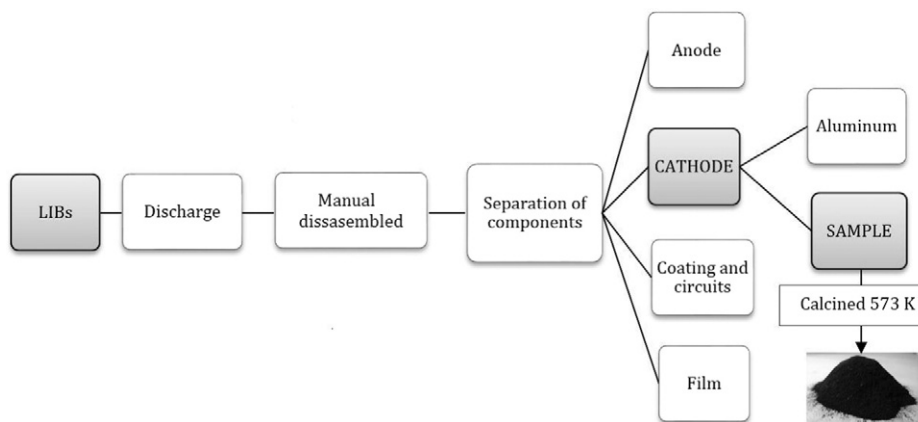 LIBs
Discharge
Manual
dissasembled
Separation of
components
Anode
CATHODE
Coating and
circuits
Film
Aluminum
SAMPLE
Calcined 573 K